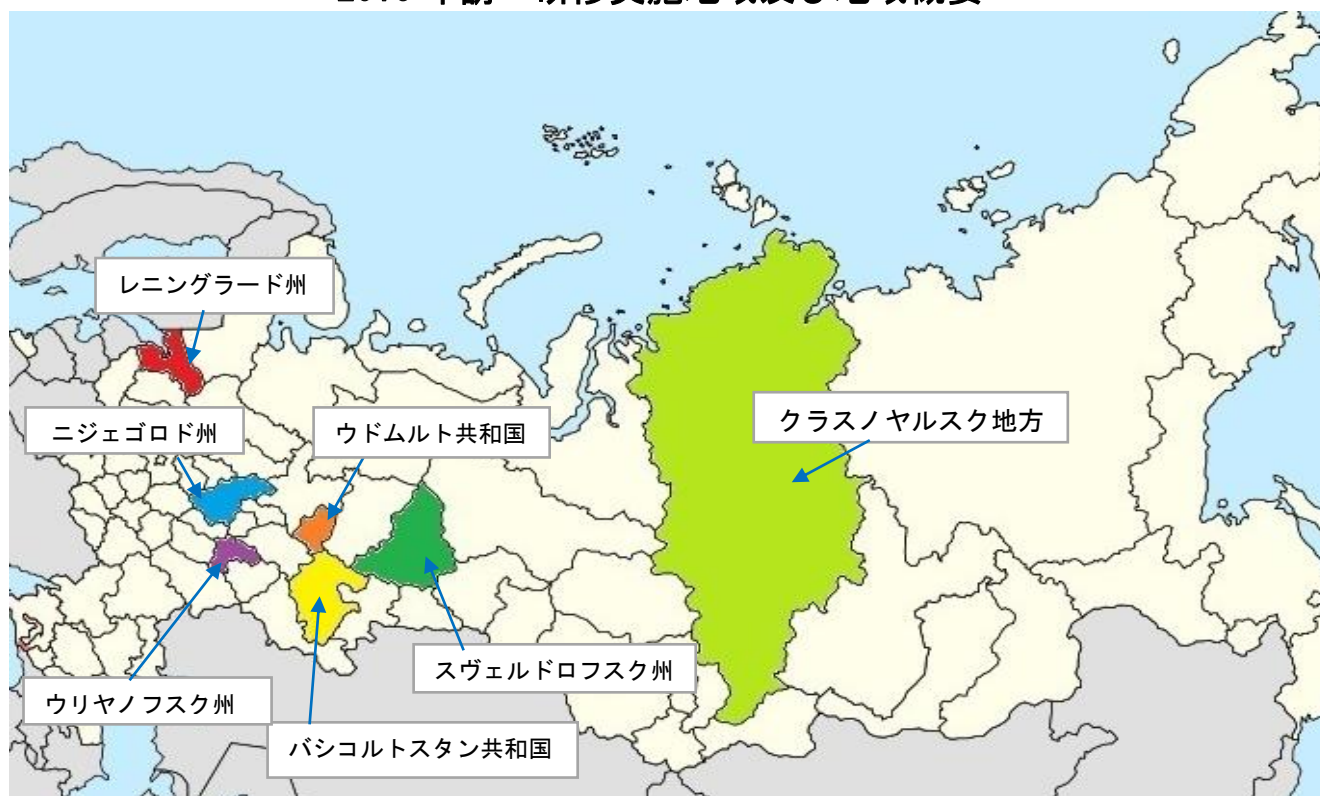 レニングラード州
ニジェゴロド州
ウドムルト共和国
クラスノヤルスク地方
スヴェルドロフスク州
ウリヤノフスク州
バシコルトスタン共和国